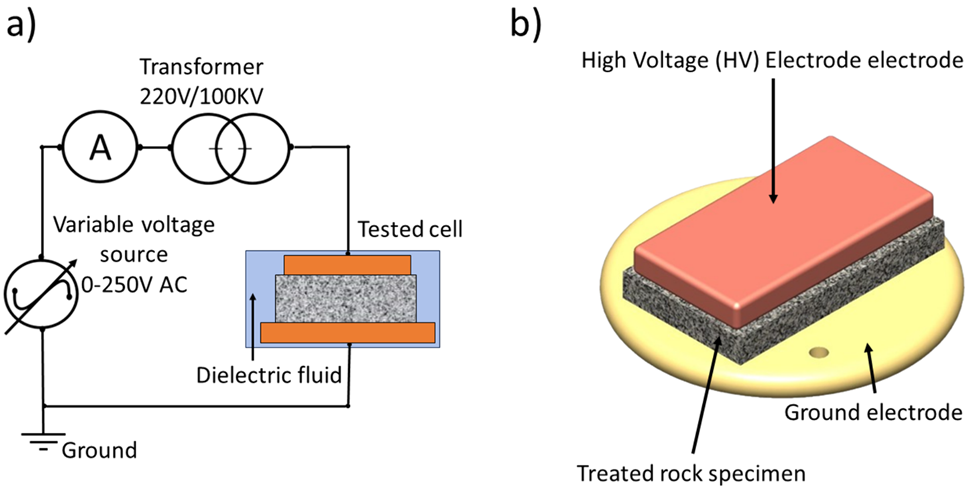 a)
Transformer
220V/100KV
A
Variable voltage
source
0-250V AC
Tested cell
Dielectric fluid
Ground
b)
High Voltage (HV) Electrode electrode
Ground electrode
Treated rock specimen